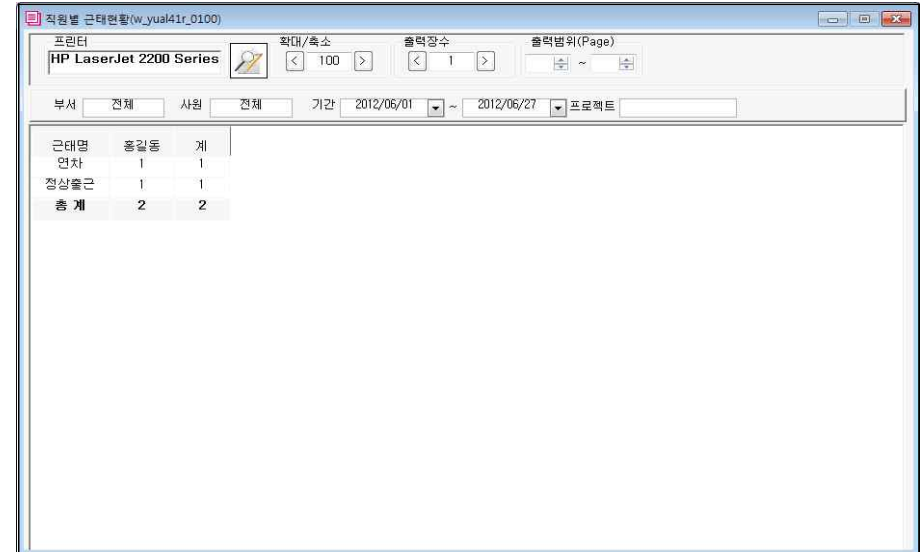 직원별 근태현황(w_yual41r_0100)
프린터 확대/축소 출력장수 출력범위(Page)
HP LaserJet 2200 Series < 100 > < 1 > ~
부서 전체 사원 전체 기간 2012/06/01 ~ 2012/06/27 프로젝트
근태명 홍길동 계
연차 1 1
정상출근 1 1
총 계 2 2